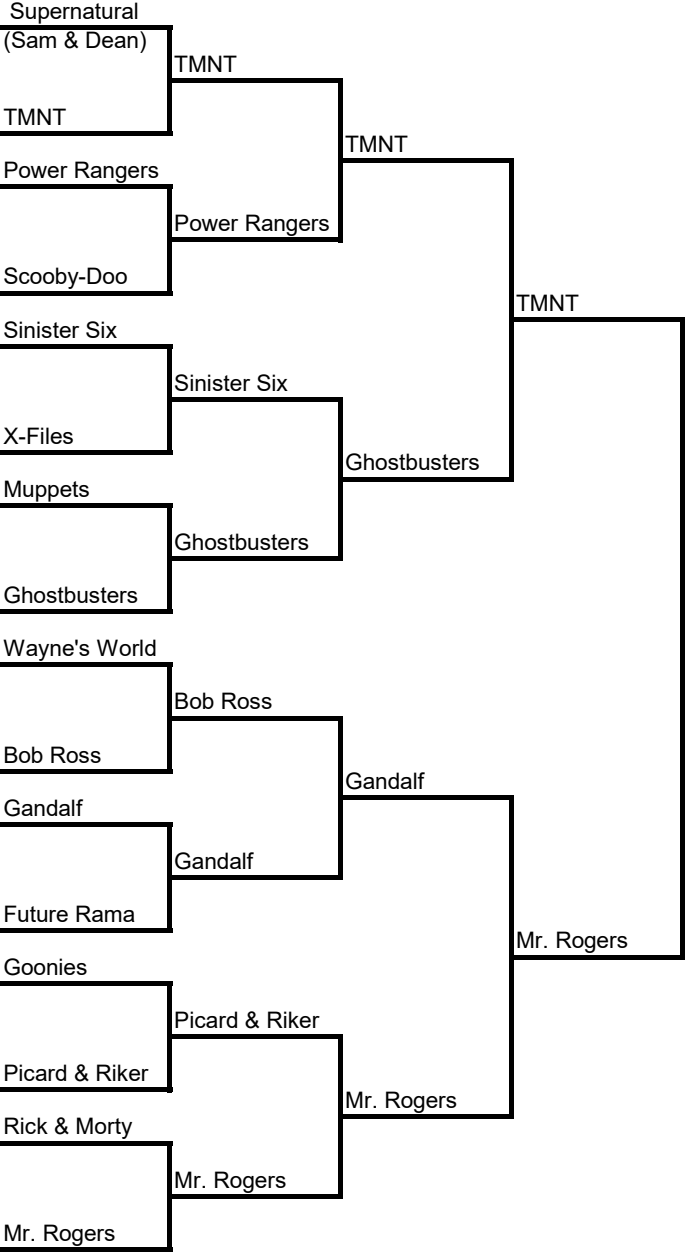 Supernatural
(Sam & Dean)
TMNT
TMNT
TMNT
Power Rangers
Power Rangers
Scooby-Doo
TMNT
Sinister Six
Sinister Six
X-Files
Ghostbusters
Muppets
Ghostbusters
Ghostbusters
Wayne's World
Bob Ross
Bob Ross
Gandalf
Gandalf
Gandalf
Future Rama
Mr. Rogers
Goonies
Picard & Riker
Picard & Riker
Mr. Rogers
Rick & Morty
Mr. Rogers
Mr. Rogers